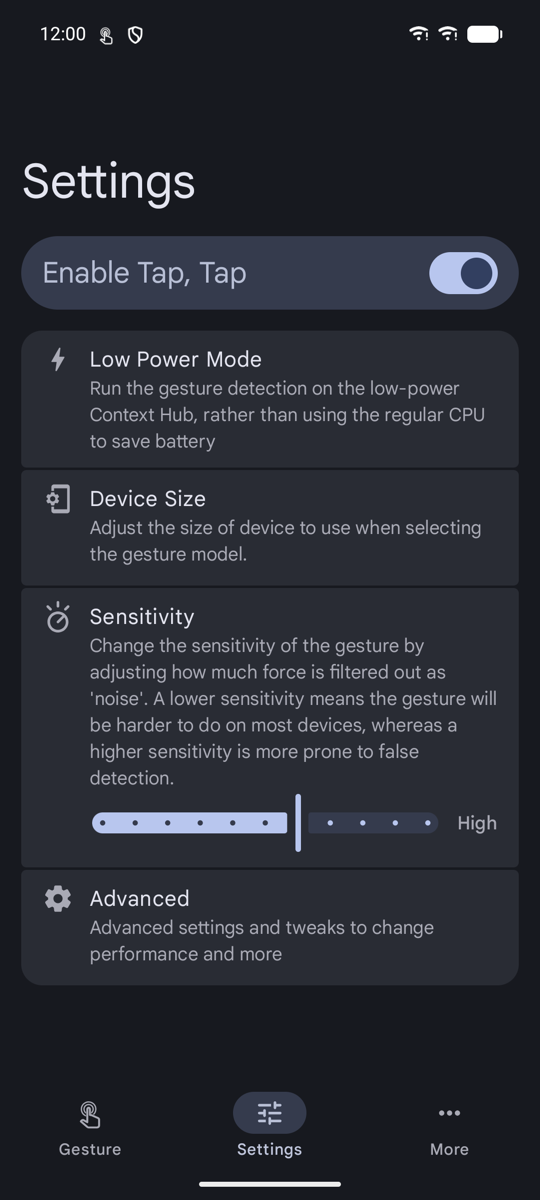 12:00
Settings
Enable Tap, Tap
Low Power Mode
Run the gesture detection on the low-power
Context Hub, rather than using the regular CPU
to save battery
Device Size
Adjust the size of device to use when selecting
the gesture model.
Sensitivity
Change the sensitivity of the gesture by
adjusting how much force is filtered out as
'noise'. A lower sensitivity means the gesture will
be harder to do on most devices, whereas a
higher sensitivity is more prone to false
detection.
High
Advanced
Advanced settings and tweaks to change
performance and more
Gesture
Settings
More